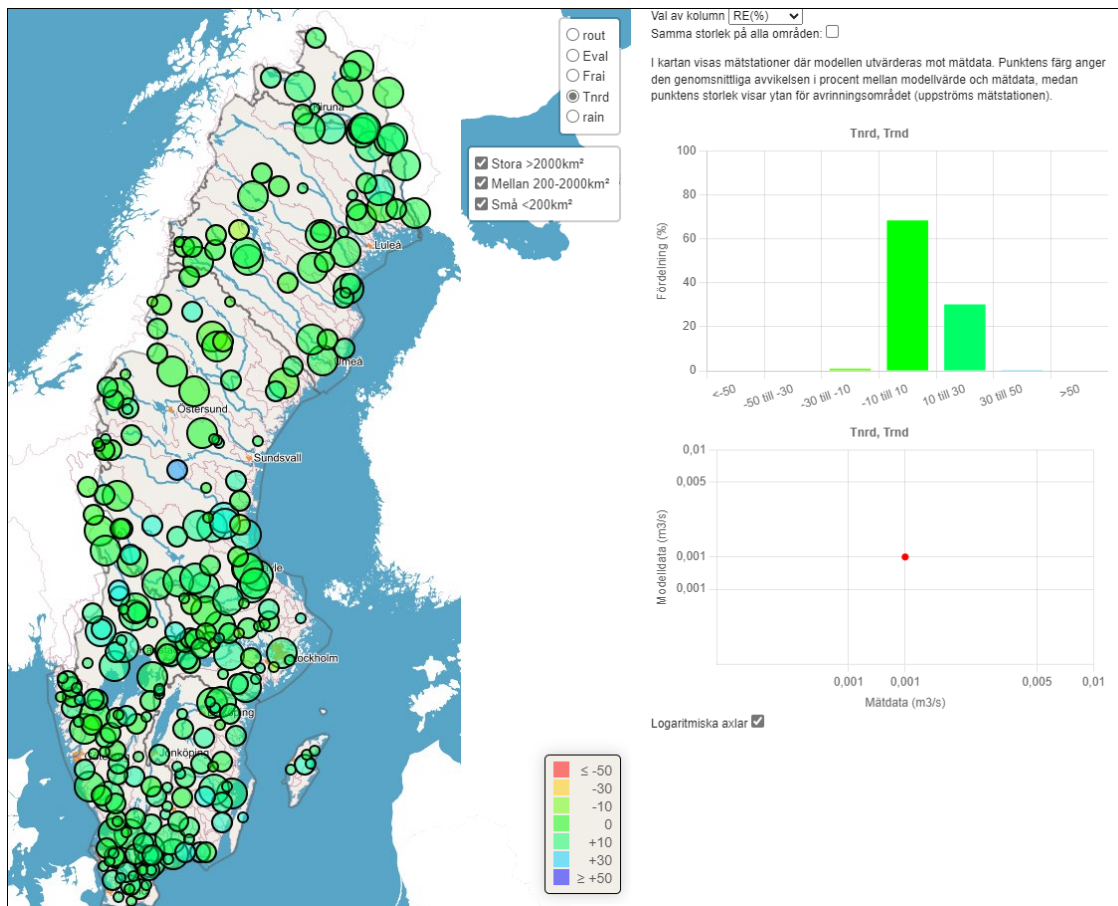 Val av kolumn RE(%)
Samma storlek på alla områden:
I kartan visas mätstationer där modellen utvärderas mot mätdata. Punktens färg anger
den genomsnittliga avvikelsen i procent mellan modellvärde och mätdata, medan
punktens storlek visar ytan för avrinningsområdet (uppströms mätstationen).
rout
Eval
Frai
Tnrd
rain
Stora >2000km²
Mellan 200-2000km²
Små <200km²
Luleå
Östersund
Sundsvall
Jönköping
≤ -50
-30
-10
0
+10
+30
≥ +50
Tnrd, Trnd
Fördelning (%)
100
80
60
40
20
0
<-50
-50 till -30
-30 till -10
-10 till 10
10 till 30
30 till 50
>50
Tnrd, Trnd
Modelldata (m3/s)
0,01
0,005
0,001
0,001
0,001
0,001
0,005
0,01
Mätdata (m3/s)
Logaritmiska axlar